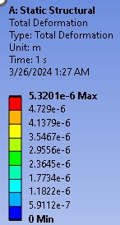 A: Static Structural
Total Deformation
Type: Total Deformation
Unit: m
Time: 1 s
3/26/2024 1:27 AM
5.3201e-6 Max
4.729e-6
4.1379e-6
3.5467e-6
2.9556e-6
2.3645e-6
1.7734e-6
1.1822e-6
5.9112e-7
0 Min